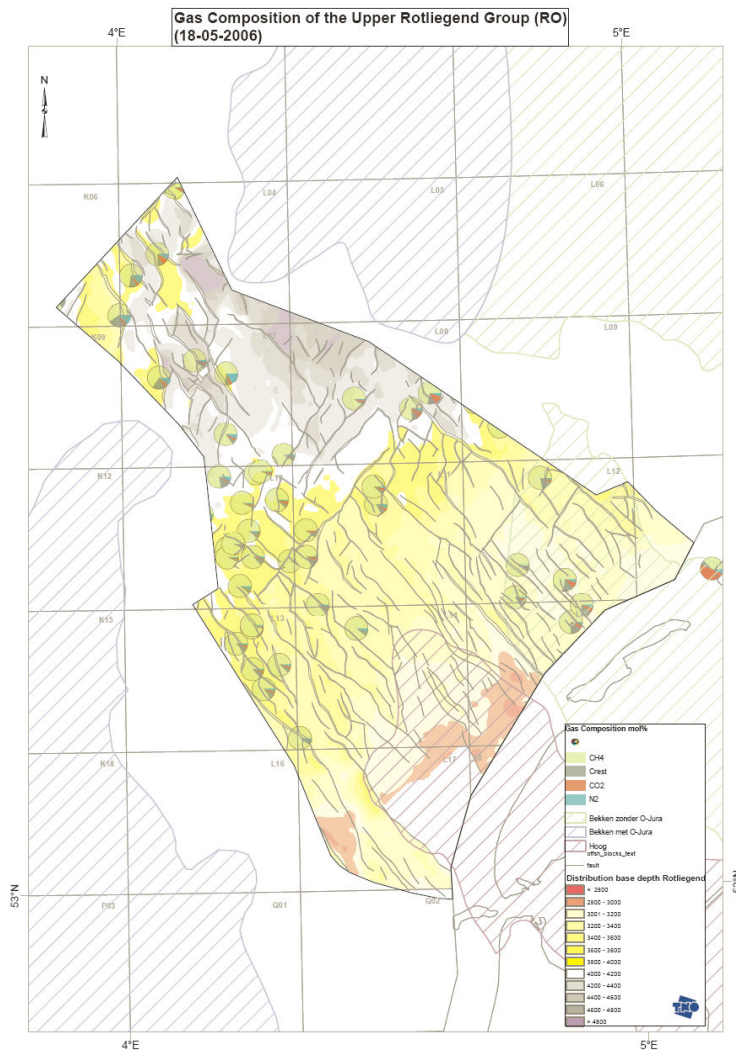 Gas Composition of the Upper Rotliegend Group (RO)
(18-05-2006)
4°E
5°E
N
K06
L04
L05
L06
K09
L08
L09
K12
L11
L12
K15
L13
L14
K18
L16
L17
53°N
P03
Q01
Q02
4°E
5°E
Gas Composition mol%
CH4
Crest
CO2
N2
Bekken zonder O-Jura
Bekken met O-Jura
Hoog
offsh_blocks_text
fault
Distribution base depth Rotliegend
< 2800
2800 - 3000
3001 - 3200
3200 - 3400
3400 - 3600
3600 - 3800
3800 - 4000
4000 - 4200
4200 - 4400
4400 - 4600
4600 - 4800
> 4800
TNO